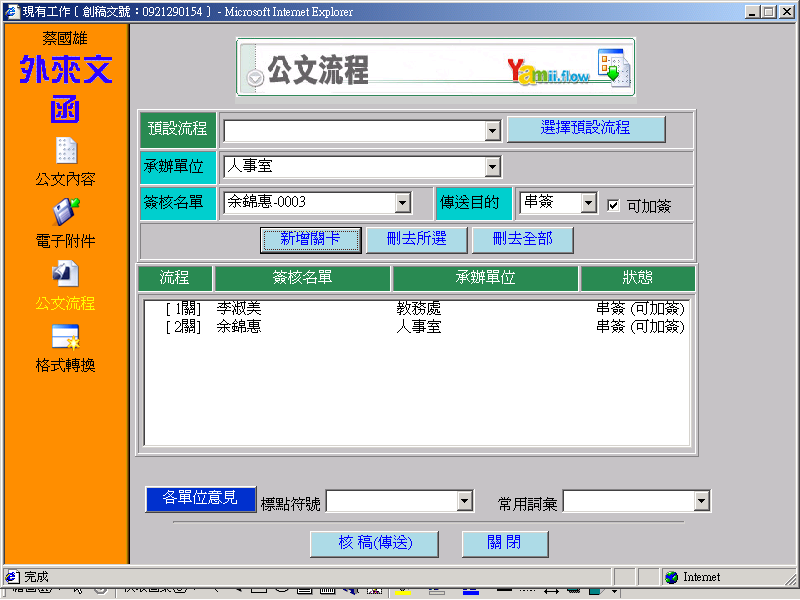 現有工作〔創稿文號：0921290154〕 - Microsoft Internet Explorer
蔡國雄
外來文
函
公文內容
電子附件
公文流程
格式轉換
公文流程
Yamii.flow
預設流程 選擇預設流程
承辦單位 人事室
簽核名單 余錦惠-0003 傳送目的 串簽 可加簽
新增關卡 刪去所選 刪去全部
流程 簽核名單 承辦單位 狀態
[ 1關] 李淑美 教務處 串簽 (可加簽)
[ 2關] 余錦惠 人事室 串簽 (可加簽)
各單位意見 標點符號 常用詞彙
核 稿(傳送) 關 閉
完成 Internet